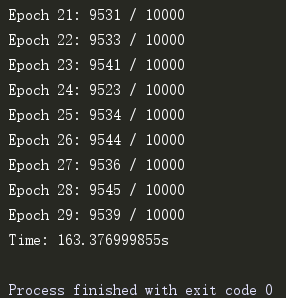 Epoch 21: 9531 / 10000
Epoch 22: 9533 / 10000
Epoch 23: 9541 / 10000
Epoch 24: 9523 / 10000
Epoch 25: 9534 / 10000
Epoch 26: 9544 / 10000
Epoch 27: 9536 / 10000
Epoch 28: 9545 / 10000
Epoch 29: 9539 / 10000
Time: 163.376999855s
Process finished with exit code 0